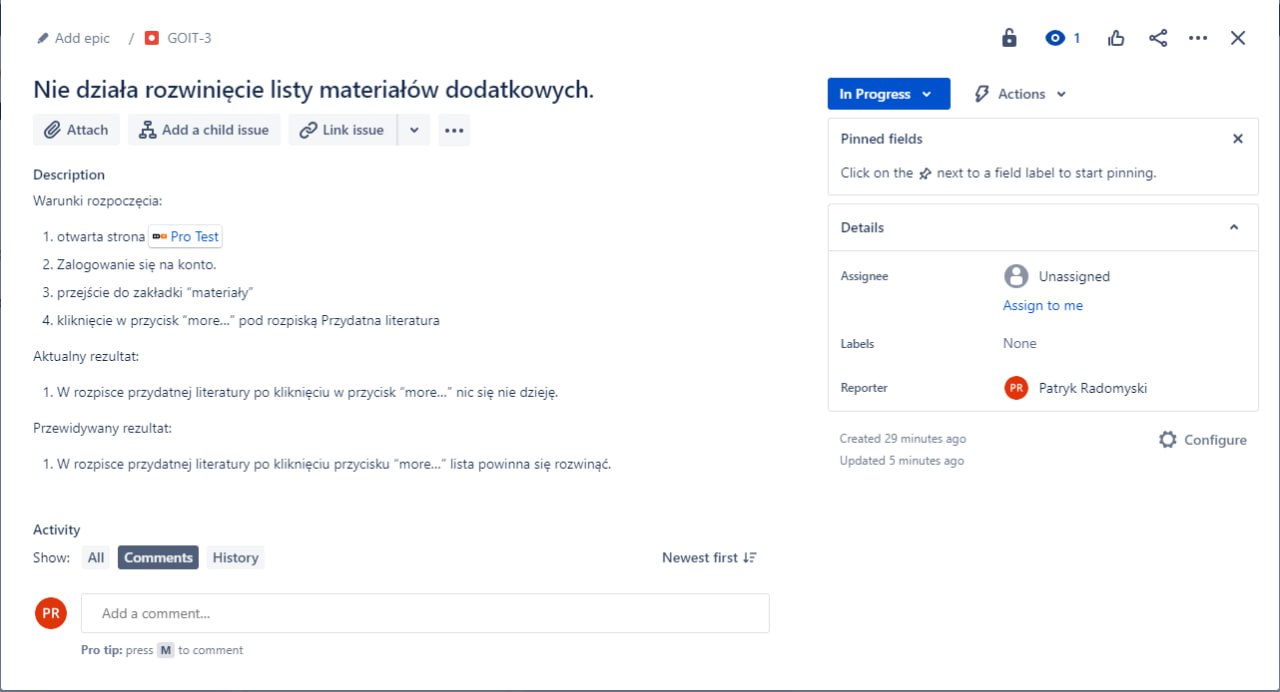 Add epic / GOIT-3
1
Nie działa rozwinięcie listy materiałów dodatkowych.
Attach
Add a child issue
Link issue
Description
Warunki rozpoczęcia:
1. otwarta strona Pro Test
2. Zalogowanie się na konto.
3. przejście do zakładki “materiały”
4. kliknięcie w przycisk “more…” pod rozpiską Przydatna literatura
Aktualny rezultat:
1. W rozpisce przydatnej literatury po kliknięciu w przycisk “more…” nic się nie dzieję.
Przewidywany rezultat:
1. W rozpisce przydatnej literatury po kliknięciu przycisku “more…” lista powinna się rozwinąć.
Activity
Show: All Comments History
Newest first
PR
Add a comment…
Pro tip: press M to comment
In Progress
Actions
Pinned fields
Click on the next to a field label to start pinning.
Details
Assignee
Unassigned
Assign to me
Labels
None
Reporter
PR Patryk Radomyski
Created 29 minutes ago
Updated 5 minutes ago
Configure